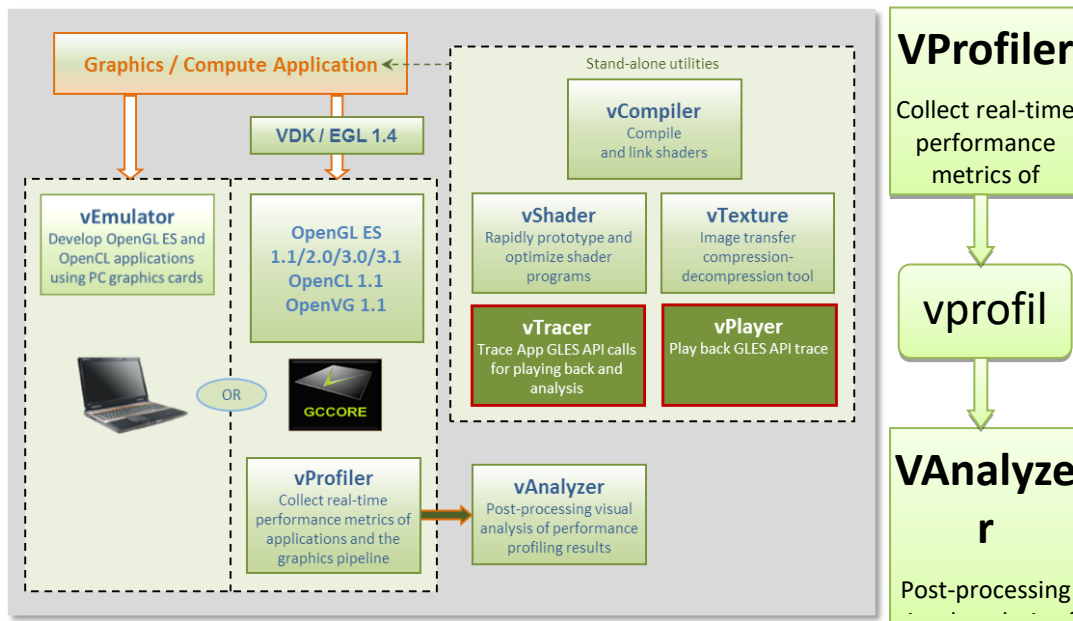 Graphics / Compute Application
Stand-alone utilities
VDK / EGL 1.4
vCompiler
Compile
and link shaders
vEmulator
Develop OpenGL ES and
OpenCL applications
using PC graphics cards
OpenGL ES
1.1/2.0/3.0/3.1
OpenCL 1.1
OpenVG 1.1
vShader
Rapidly prototype and
optimize shader
programs
vTexture
Image transfer
compression-
decompression tool
vTracer
Trace App GLES API calls
for playing back and
analysis
vPlayer
Play back GLES API trace
OR
GCCORE
vProfiler
Collect real-time
performance metrics of
applications and the
graphics pipeline
vAnalyzer
Post-processing visual
analysis of performance
profiling results
VProfiler
Collect real-time
performance
metrics of
vprofil
VAnalyze
r
Post-processing